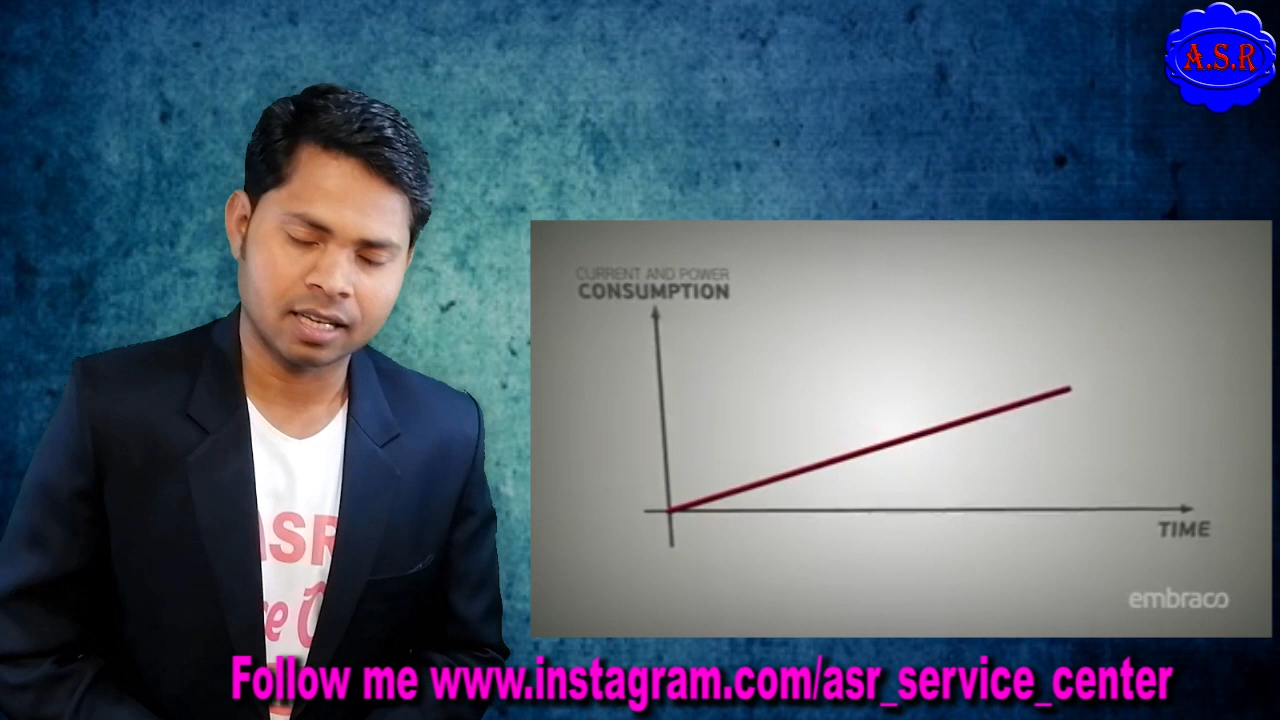 A.S.R
CURRENT AND POWER
CONSUMPTION
TIME
embraco
ASR
Follow me www.instagram.com/asr_service_center